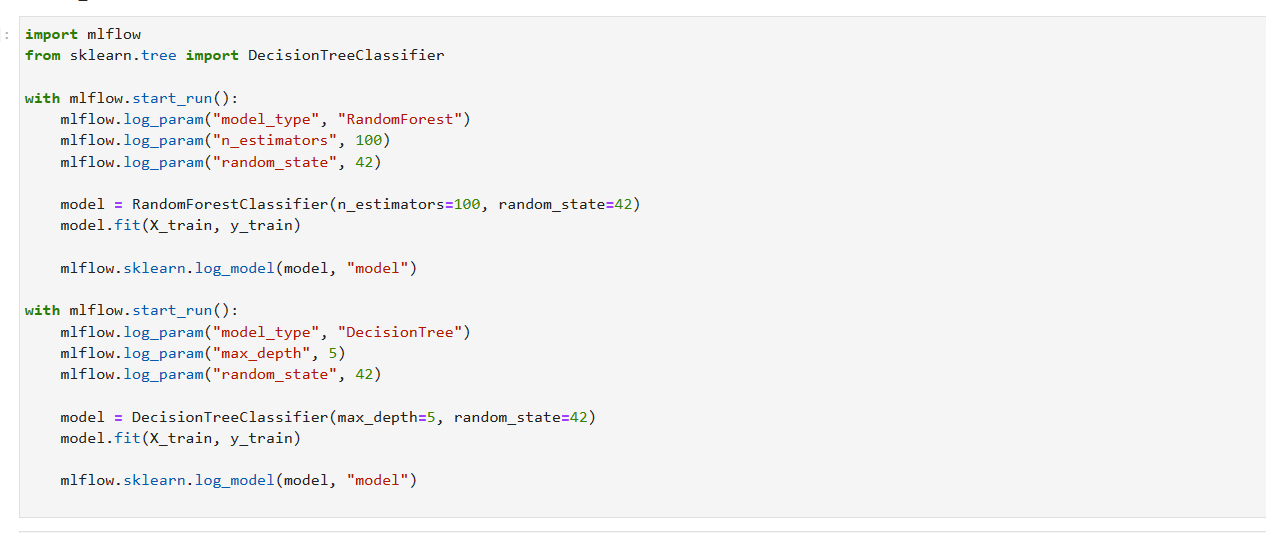 :
import mlflow
from sklearn.tree import DecisionTreeClassifier
with mlflow.start_run():
    mlflow.log_param("model_type", "RandomForest")
    mlflow.log_param("n_estimators", 100)
    mlflow.log_param("random_state", 42)
    model = RandomForestClassifier(n_estimators=100, random_state=42)
    model.fit(X_train, y_train)
    mlflow.sklearn.log_model(model, "model")
with mlflow.start_run():
    mlflow.log_param("model_type", "DecisionTree")
    mlflow.log_param("max_depth", 5)
    mlflow.log_param("random_state", 42)
    model = DecisionTreeClassifier(max_depth=5, random_state=42)
    model.fit(X_train, y_train)
    mlflow.sklearn.log_model(model, "model")